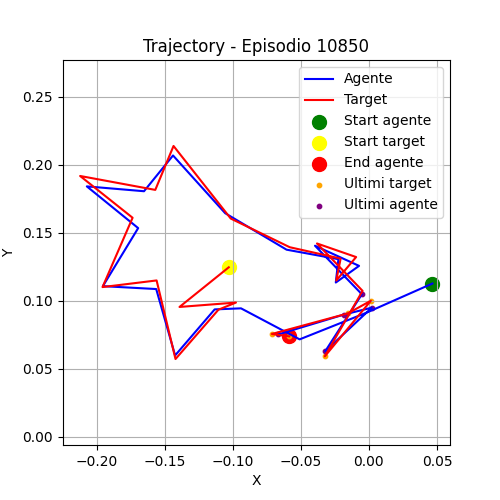 Trajectory - Episodio 10850
Agente
Target
Start agente
Start target
End agente
Ultimi target
Ultimi agente
Y
0.25
0.20
0.15
0.10
0.05
0.00
−0.20
−0.15
−0.10
−0.05
0.00
0.05
X